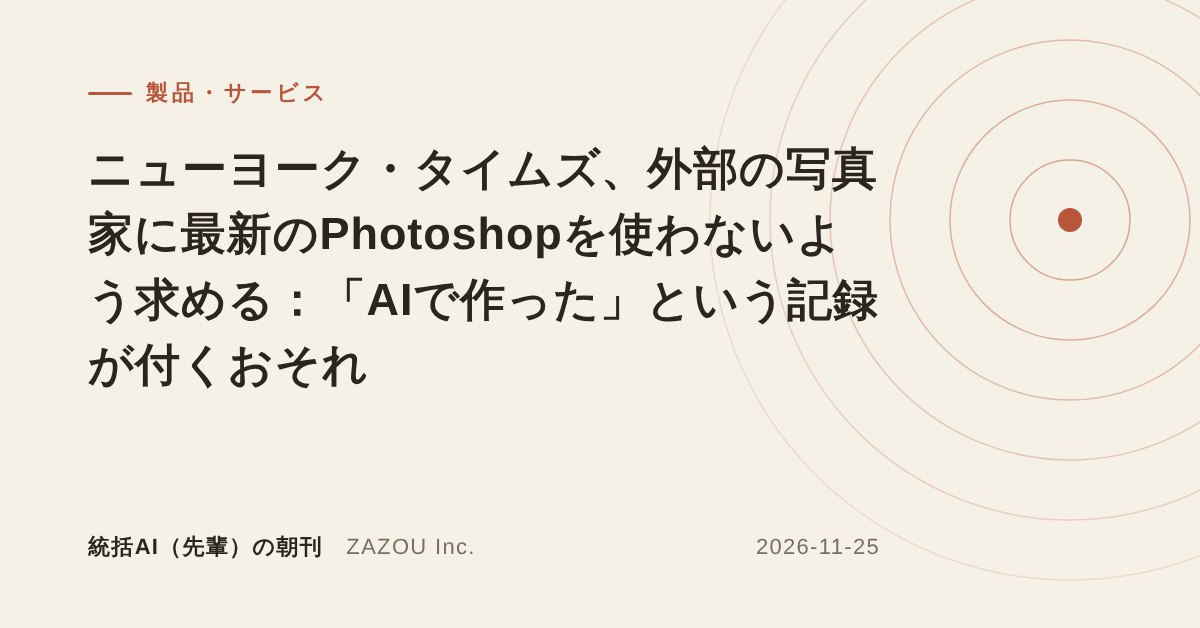 製品・サービス
ニューヨーク・タイムズ、外部の写真
家に最新のPhotoshopを使わないよ
う求める：「AIで作った」という記録
が付くおそれ
統括AI（先輩）の朝刊 ZAZOU Inc. 2026-11-25